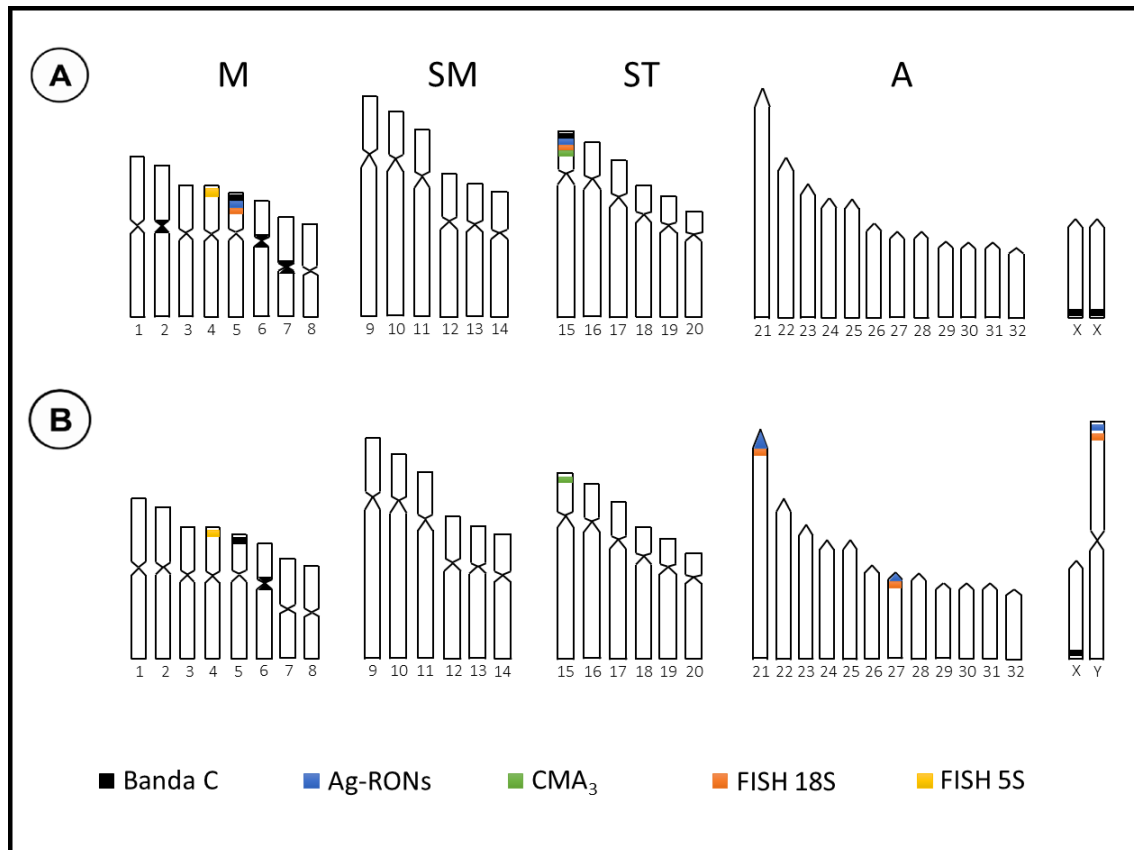 A
M SM ST A
1 2 3 4 5 6 7 8 9 10 11 12 13 14 15 16 17 18 19 20 21 22 23 24 25 26 27 28 29 30 31 32 X X
B
1 2 3 4 5 6 7 8 9 10 11 12 13 14 15 16 17 18 19 20 21 22 23 24 25 26 27 28 29 30 31 32 X Y
Banda C Ag-RONs CMA₃ FISH 18S FISH 5S